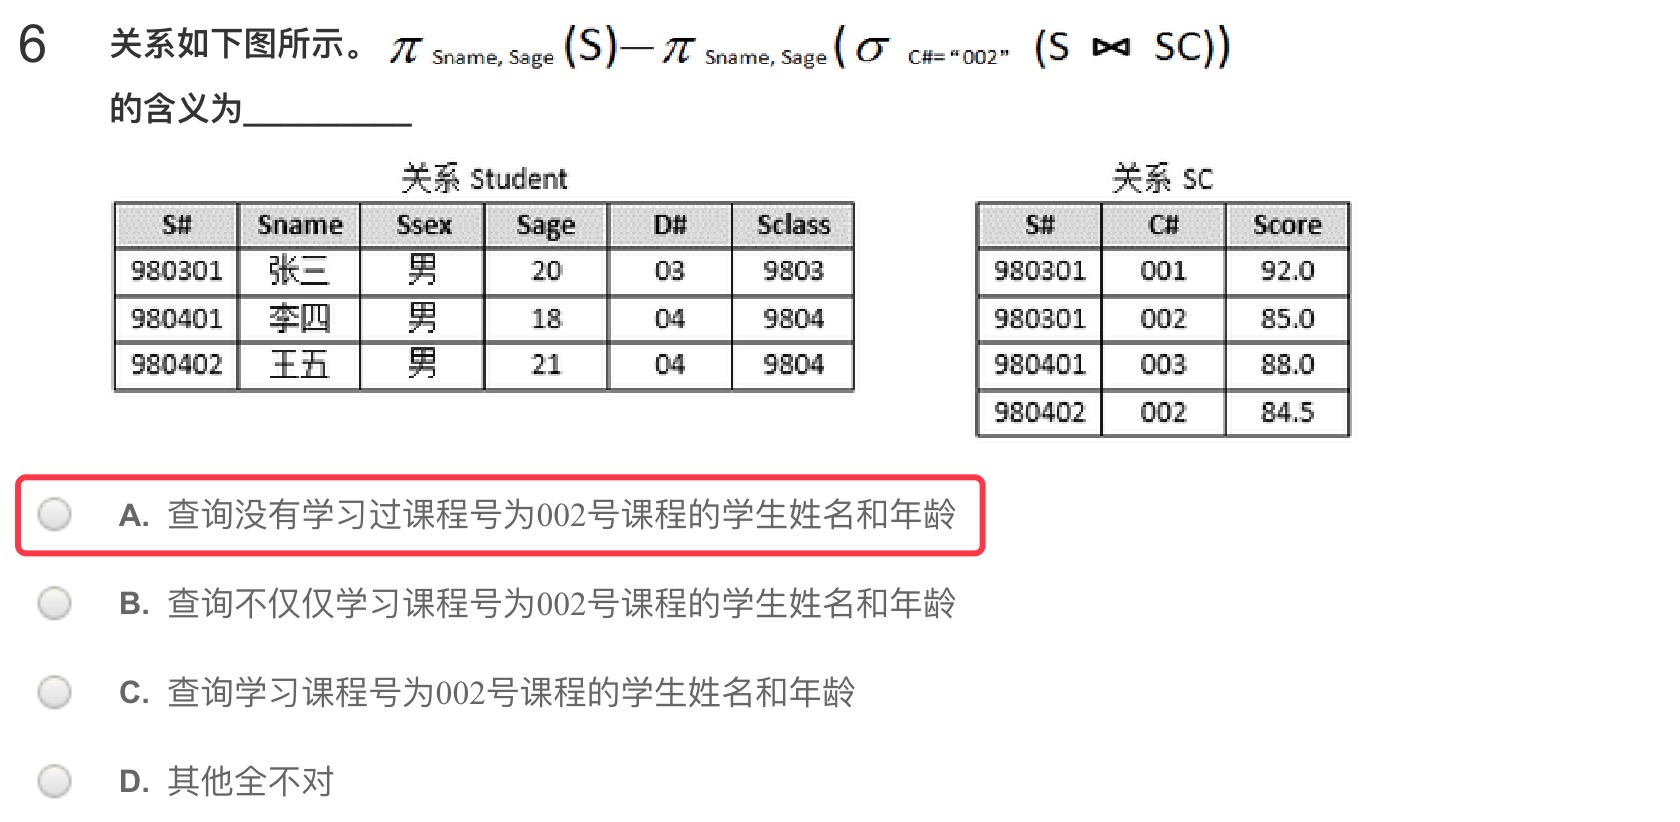 6 关系如下图所示。 π Sname, Sage (S)—π Sname, Sage (σ C#=“002” (S ⋈ SC))
的含义为__________
关系 Student
S# Sname Ssex Sage D# Sclass
980301 张三 男 20 03 9803
980401 李四 男 18 04 9804
980402 王五 男 21 04 9804
关系 SC
S# C# Score
980301 001 92.0
980301 002 85.0
980401 003 88.0
980402 002 84.5
A. 查询没有学习过课程号为002号课程的学生姓名和年龄
B. 查询不仅仅学习课程号为002号课程的学生姓名和年龄
C. 查询学习课程号为002号课程的学生姓名和年龄
D. 其他全不对